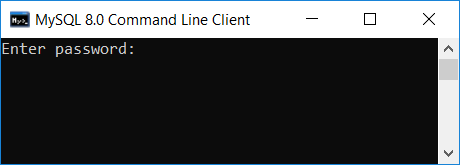 MySQL 8.0 Command Line Client
Enter password: